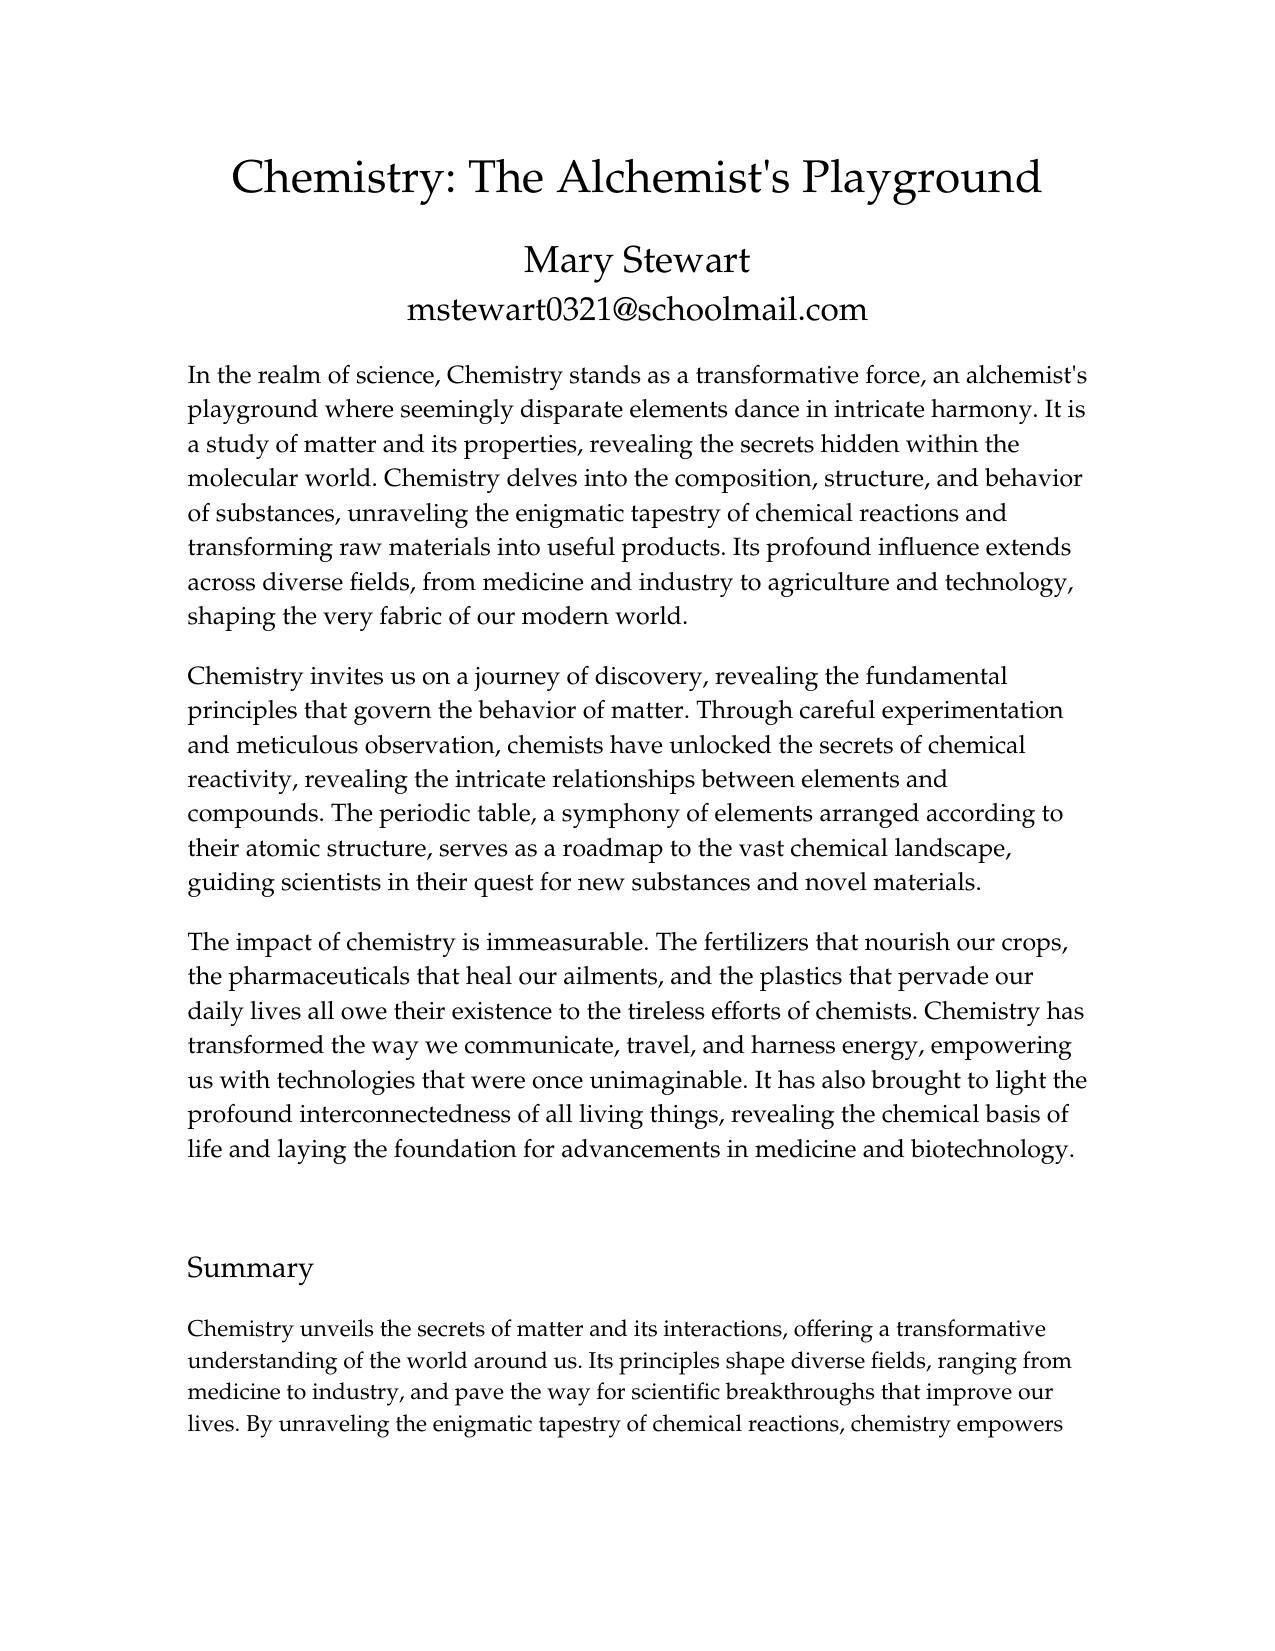 Chemistry: The Alchemist's Playground
Mary Stewart
mstewart0321@schoolmail.com
In the realm of science, Chemistry stands as a transformative force, an alchemist's
playground where seemingly disparate elements dance in intricate harmony. It is
a study of matter and its properties, revealing the secrets hidden within the
molecular world. Chemistry delves into the composition, structure, and behavior
of substances, unraveling the enigmatic tapestry of chemical reactions and
transforming raw materials into useful products. Its profound influence extends
across diverse fields, from medicine and industry to agriculture and technology,
shaping the very fabric of our modern world.
Chemistry invites us on a journey of discovery, revealing the fundamental
principles that govern the behavior of matter. Through careful experimentation
and meticulous observation, chemists have unlocked the secrets of chemical
reactivity, revealing the intricate relationships between elements and
compounds. The periodic table, a symphony of elements arranged according to
their atomic structure, serves as a roadmap to the vast chemical landscape,
guiding scientists in their quest for new substances and novel materials.
The impact of chemistry is immeasurable. The fertilizers that nourish our crops,
the pharmaceuticals that heal our ailments, and the plastics that pervade our
daily lives all owe their existence to the tireless efforts of chemists. Chemistry has
transformed the way we communicate, travel, and harness energy, empowering
us with technologies that were once unimaginable. It has also brought to light the
profound interconnectedness of all living things, revealing the chemical basis of
life and laying the foundation for advancements in medicine and biotechnology.
Summary
Chemistry unveils the secrets of matter and its interactions, offering a transformative
understanding of the world around us. Its principles shape diverse fields, ranging from
medicine to industry, and pave the way for scientific breakthroughs that improve our
lives. By unraveling the enigmatic tapestry of chemical reactions, chemistry empowers